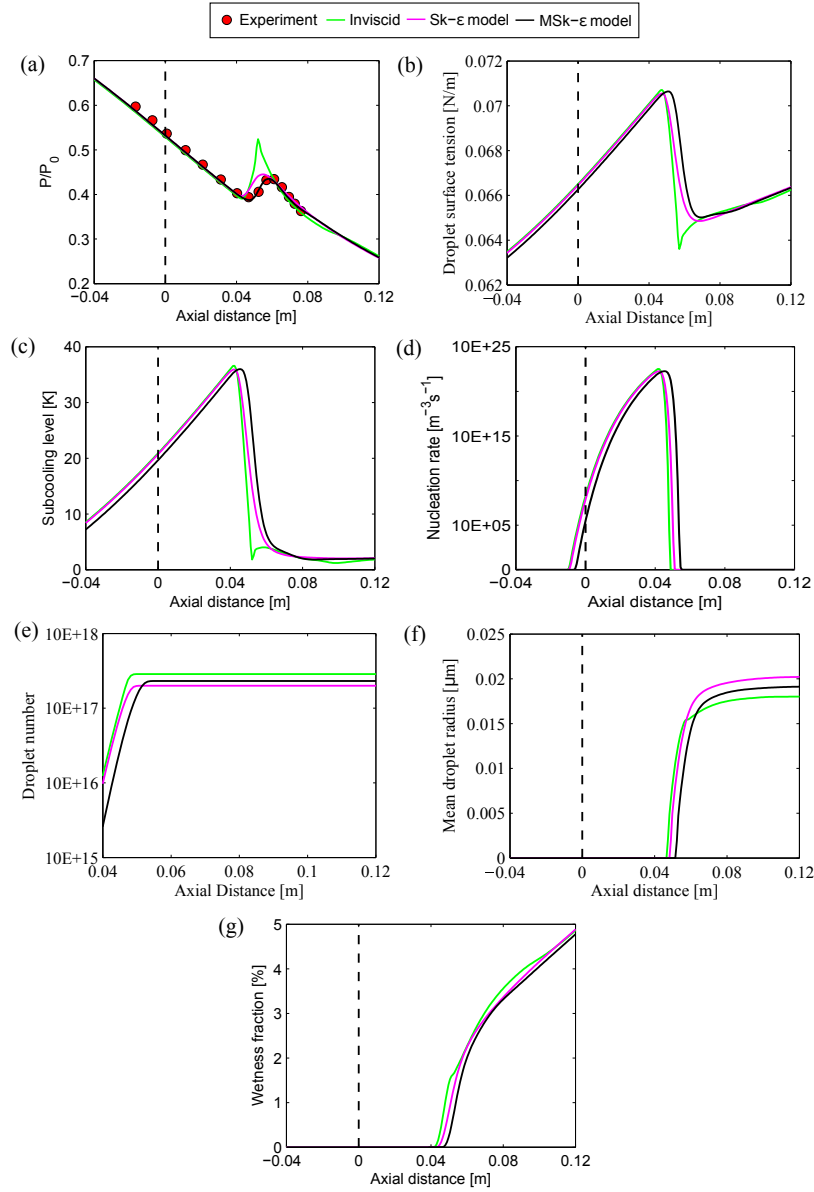 Experiment Inviscid Sk-ε model MSk-ε model
(a)
P/P0
0.7
0.6
0.5
0.4
0.3
0.2
−0.04 0 0.04 0.08 0.12
Axial distance [m]
(b)
Droplet surface tension [N/m]
0.072
0.07
0.068
0.066
0.064
0.062
−0.04 0 0.04 0.08 0.12
Axial Distance [m]
(c)
Subcooling level [K]
40
35
30
20
10
0
−0.04 0 0.04 0.08 0.12
Axial distance [m]
(d)
Nucleation rate [m−3s−1]
10E+25
10E+15
10E+05
0
−0.04 0 0.04 0.08 0.12
Axial distance [m]
(e)
Droplet number
10E+18
10E+17
10E+16
10E+15
0.04 0.06 0.08 0.1 0.12
Axial Distance [m]
(f)
Mean droplet radius [μm]
0.025
0.02
0.015
0.01
0.005
0
−0.04 0 0.04 0.08 0.12
Axial distance [m]
(g)
Wetness fraction [%]
5
4
3
2
1
0
−0.04 0 0.04 0.08 0.12
Axial distance [m]